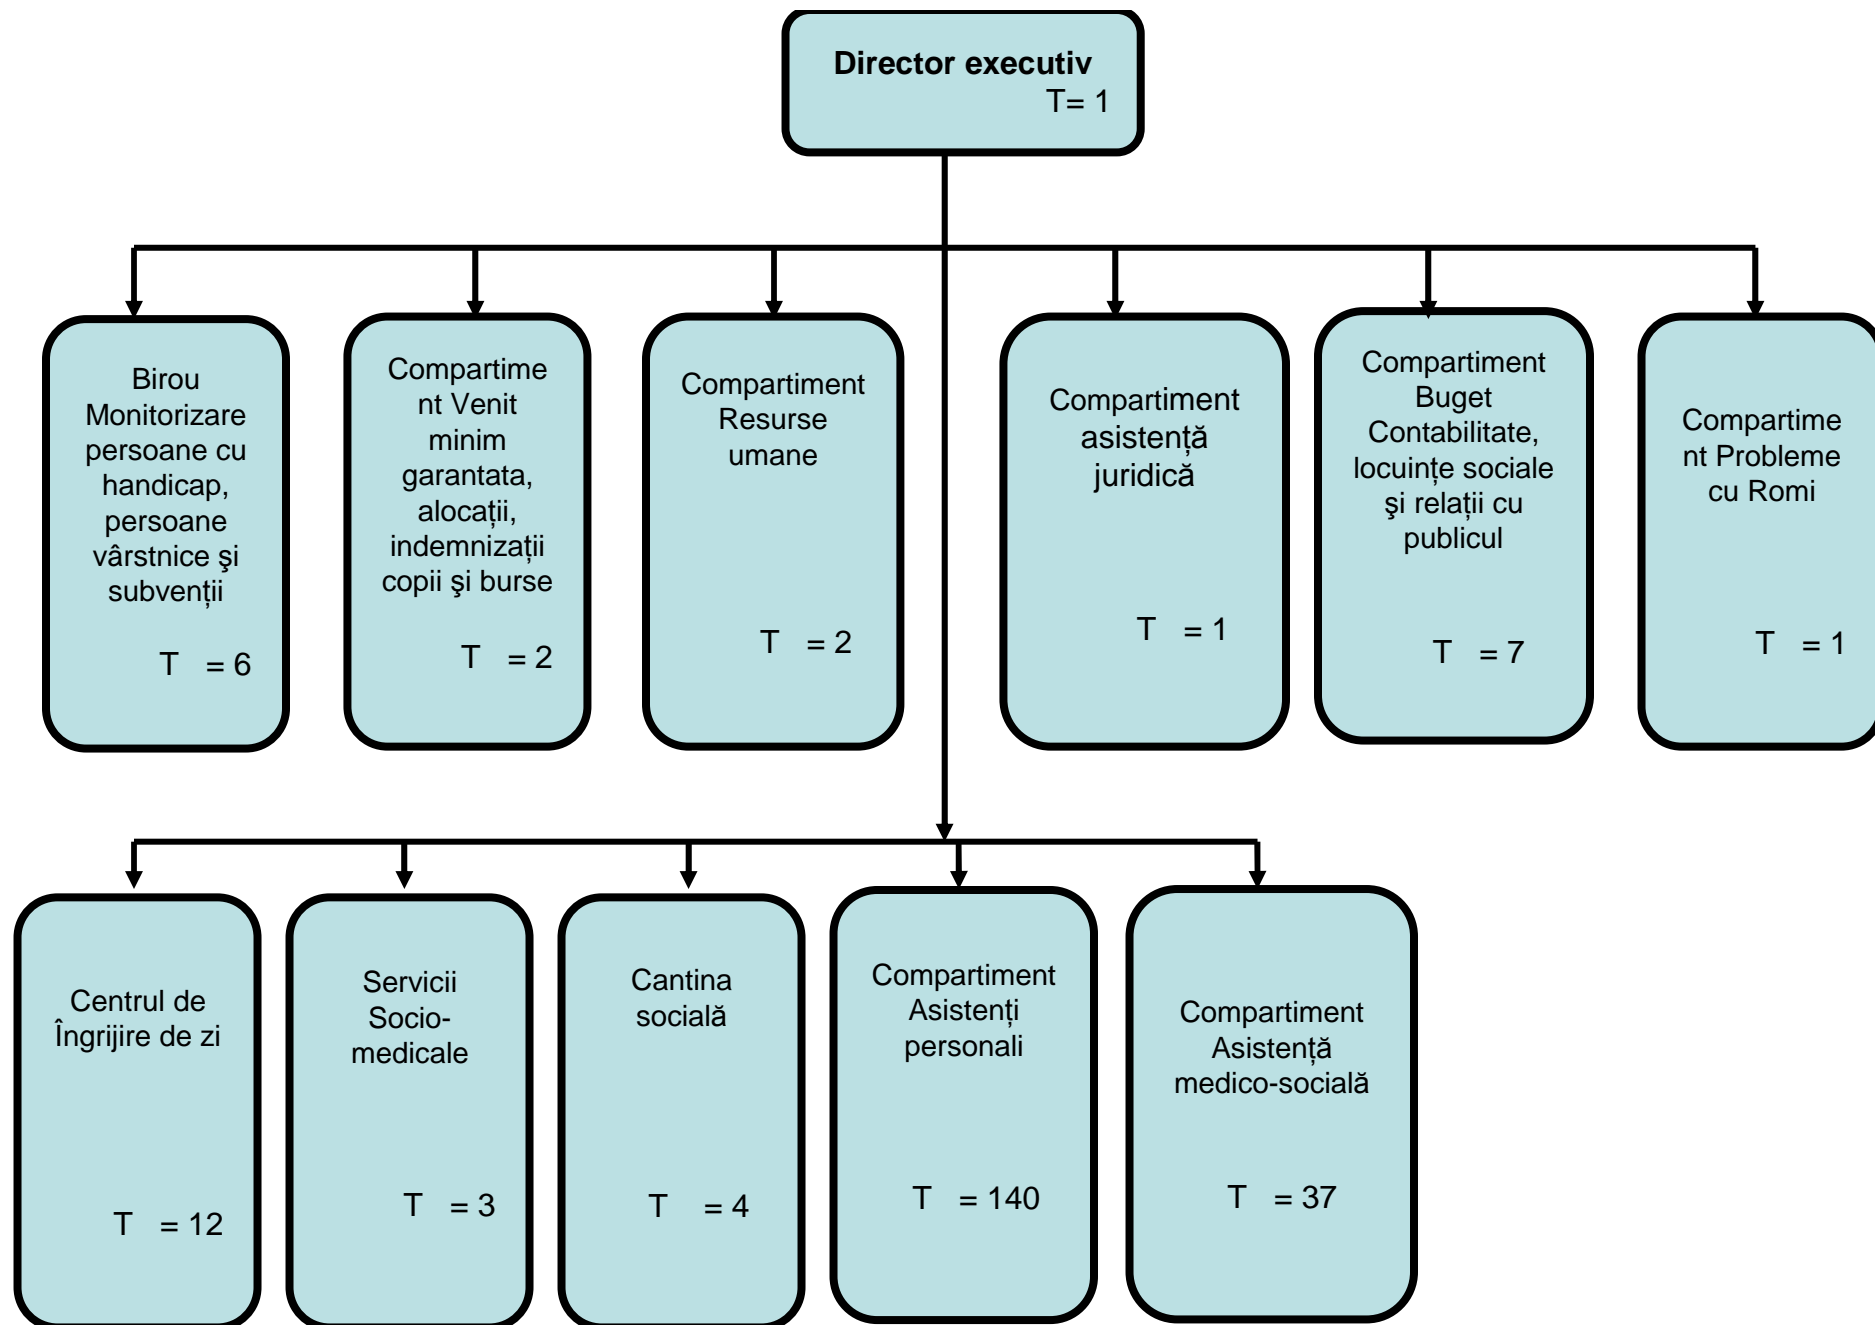 Director executiv
T= 1
Birou
Monitorizare
persoane cu
handicap,
persoane
vârstnice şi
subvenții
T = 6
Compartime
nt Venit
minim
garantata,
alocații,
indemnizații
copii şi burse
T = 2
Compartiment
Resurse
umane
T = 2
Compartiment
asistență
juridică
T = 1
Compartiment
Buget
Contabilitate,
locuințe sociale
şi relații cu
publicul
T = 7
Compartime
nt Probleme
cu Romi
T = 1
Centrul de
Îngrijire de zi
T = 12
Servicii
Socio-
medicale
T = 3
Cantina
socială
T = 4
Compartiment
Asistenți
personali
T = 140
Compartiment
Asistență
medico-socială
T = 37